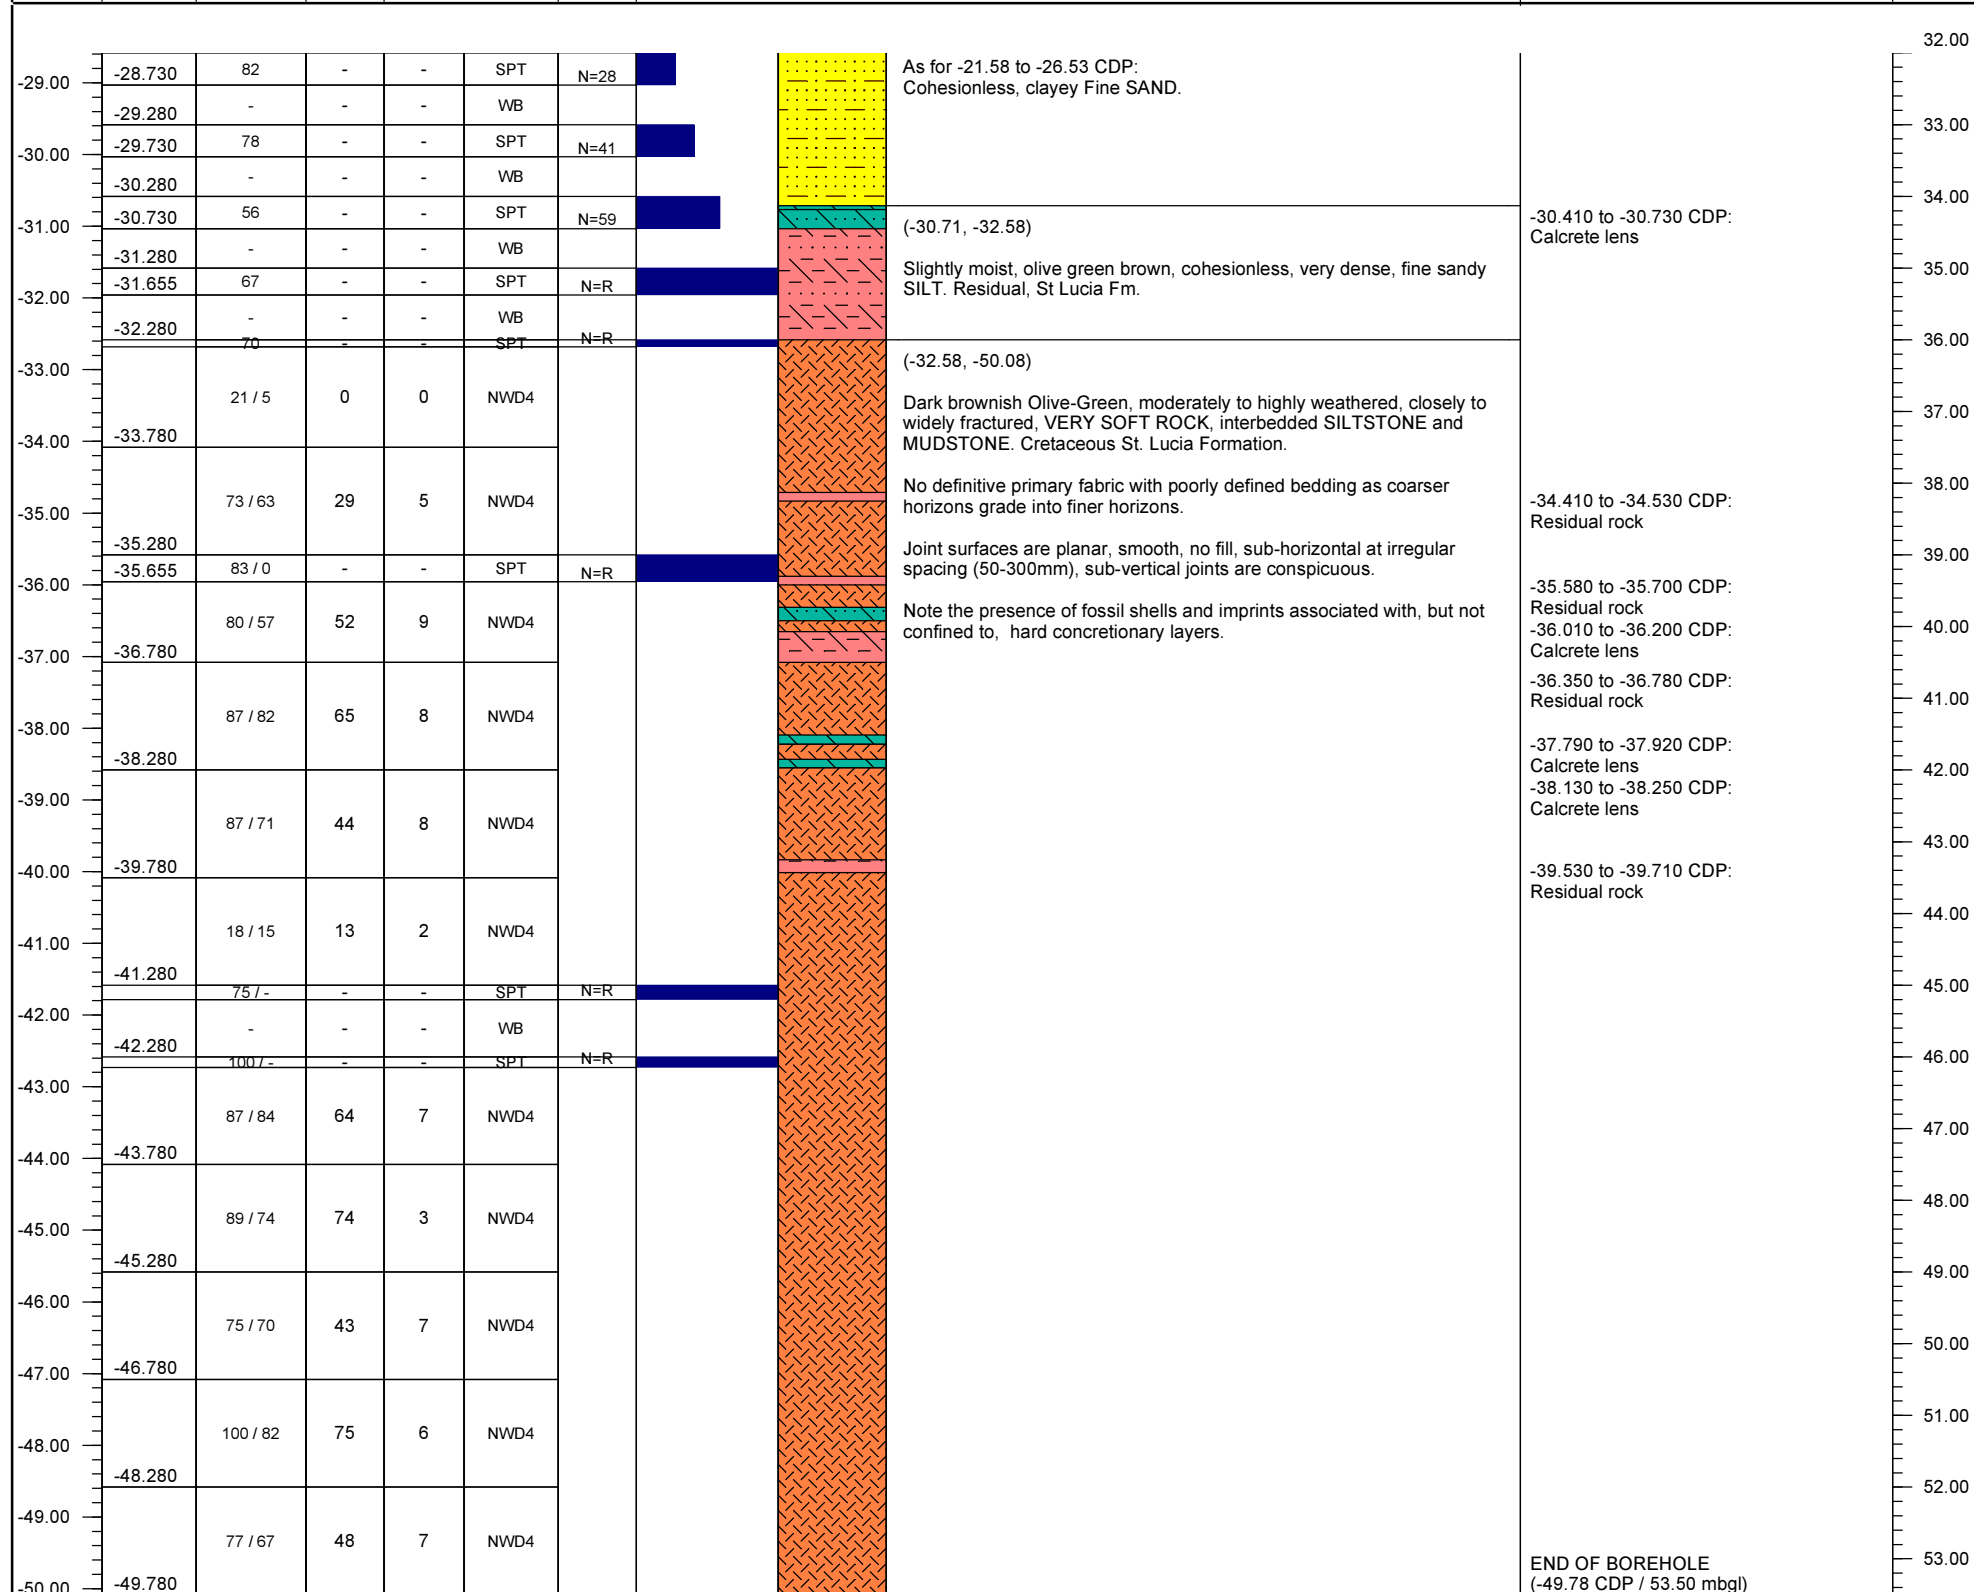 32.00
-28.730 82 - - SPT N=28
As for -21.58 to -26.53 CDP:
Cohesionless, clayey Fine SAND.
-29.00
-29.280 - - - WB
33.00
-29.730 78 - - SPT N=41
-30.00
-30.280 - - - WB
34.00
-30.730 56 - - SPT N=59
-30.410 to -30.730 CDP:
Calcrete lens
-31.00
(-30.71, -32.58)
-31.280 - - - WB
35.00
Slightly moist, olive green brown, cohesionless, very dense, fine sandy
SILT. Residual, St Lucia Fm.
-31.655 67 - - SPT N=R
-32.00
-32.280 - - - WB
70 - - SPT N=R
36.00
(-32.58, -50.08)
-33.00
21 / 5 0 0 NWD4
37.00
Dark brownish Olive-Green, moderately to highly weathered, closely to
widely fractured, VERY SOFT ROCK, interbedded SILTSTONE and
MUDSTONE. Cretaceous St. Lucia Formation.
-33.780
-34.00
38.00
No definitive primary fabric with poorly defined bedding as coarser
horizons grade into finer horizons.
73 / 63 29 5 NWD4
-34.410 to -34.530 CDP:
Residual rock
-35.00
-35.280
39.00
Joint surfaces are planar, smooth, no fill, sub-horizontal at irregular
spacing (50-300mm), sub-vertical joints are conspicuous.
-35.655 83 / 0 - - SPT N=R
-36.00
-35.580 to -35.700 CDP:
Residual rock
Note the presence of fossil shells and imprints associated with, but not
confined to, hard concretionary layers.
80 / 57 52 9 NWD4
40.00
-36.010 to -36.200 CDP:
Calcrete lens
-36.780
-37.00
-36.350 to -36.780 CDP:
Residual rock
41.00
87 / 82 65 8 NWD4
-38.00
-37.790 to -37.920 CDP:
Calcrete lens
-38.280
42.00
-38.130 to -38.250 CDP:
Calcrete lens
-39.00
87 / 71 44 8 NWD4
43.00
-39.780
-40.00
-39.530 to -39.710 CDP:
Residual rock
44.00
18 / 15 13 2 NWD4
-41.00
-41.280
45.00
75 / - - - SPT N=R
-42.00
- - - WB
-42.280
46.00
100 / - - - SPT N=R
-43.00
87 / 84 64 7 NWD4
47.00
-43.780
-44.00
48.00
89 / 74 74 3 NWD4
-45.00
-45.280
49.00
-46.00
75 / 70 43 7 NWD4
50.00
-46.780
-47.00
51.00
100 / 82 75 6 NWD4
-48.00
-48.280
52.00
-49.00
77 / 67 48 7 NWD4
53.00
END OF BOREHOLE
(-49.78 CDP / 53.50 mbgl)
-49.780
-50.00